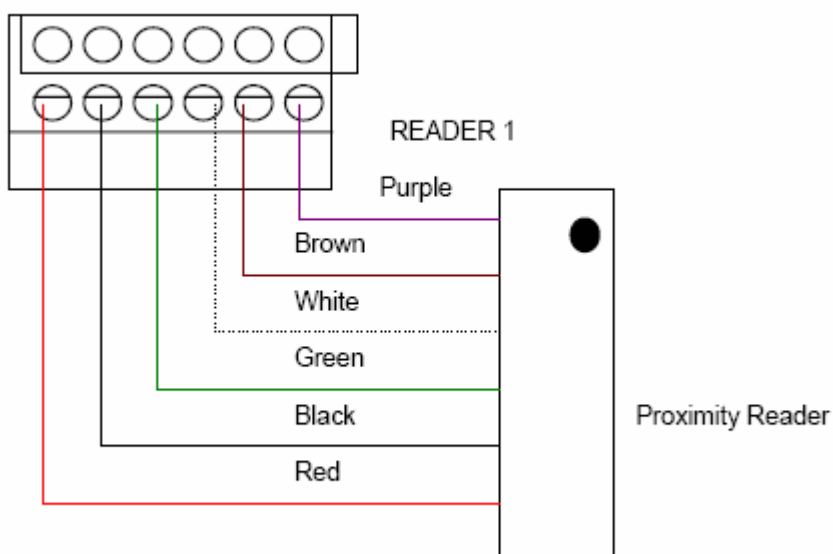 READER 1
Purple
Brown
White
Green
Black
Proximity Reader
Red